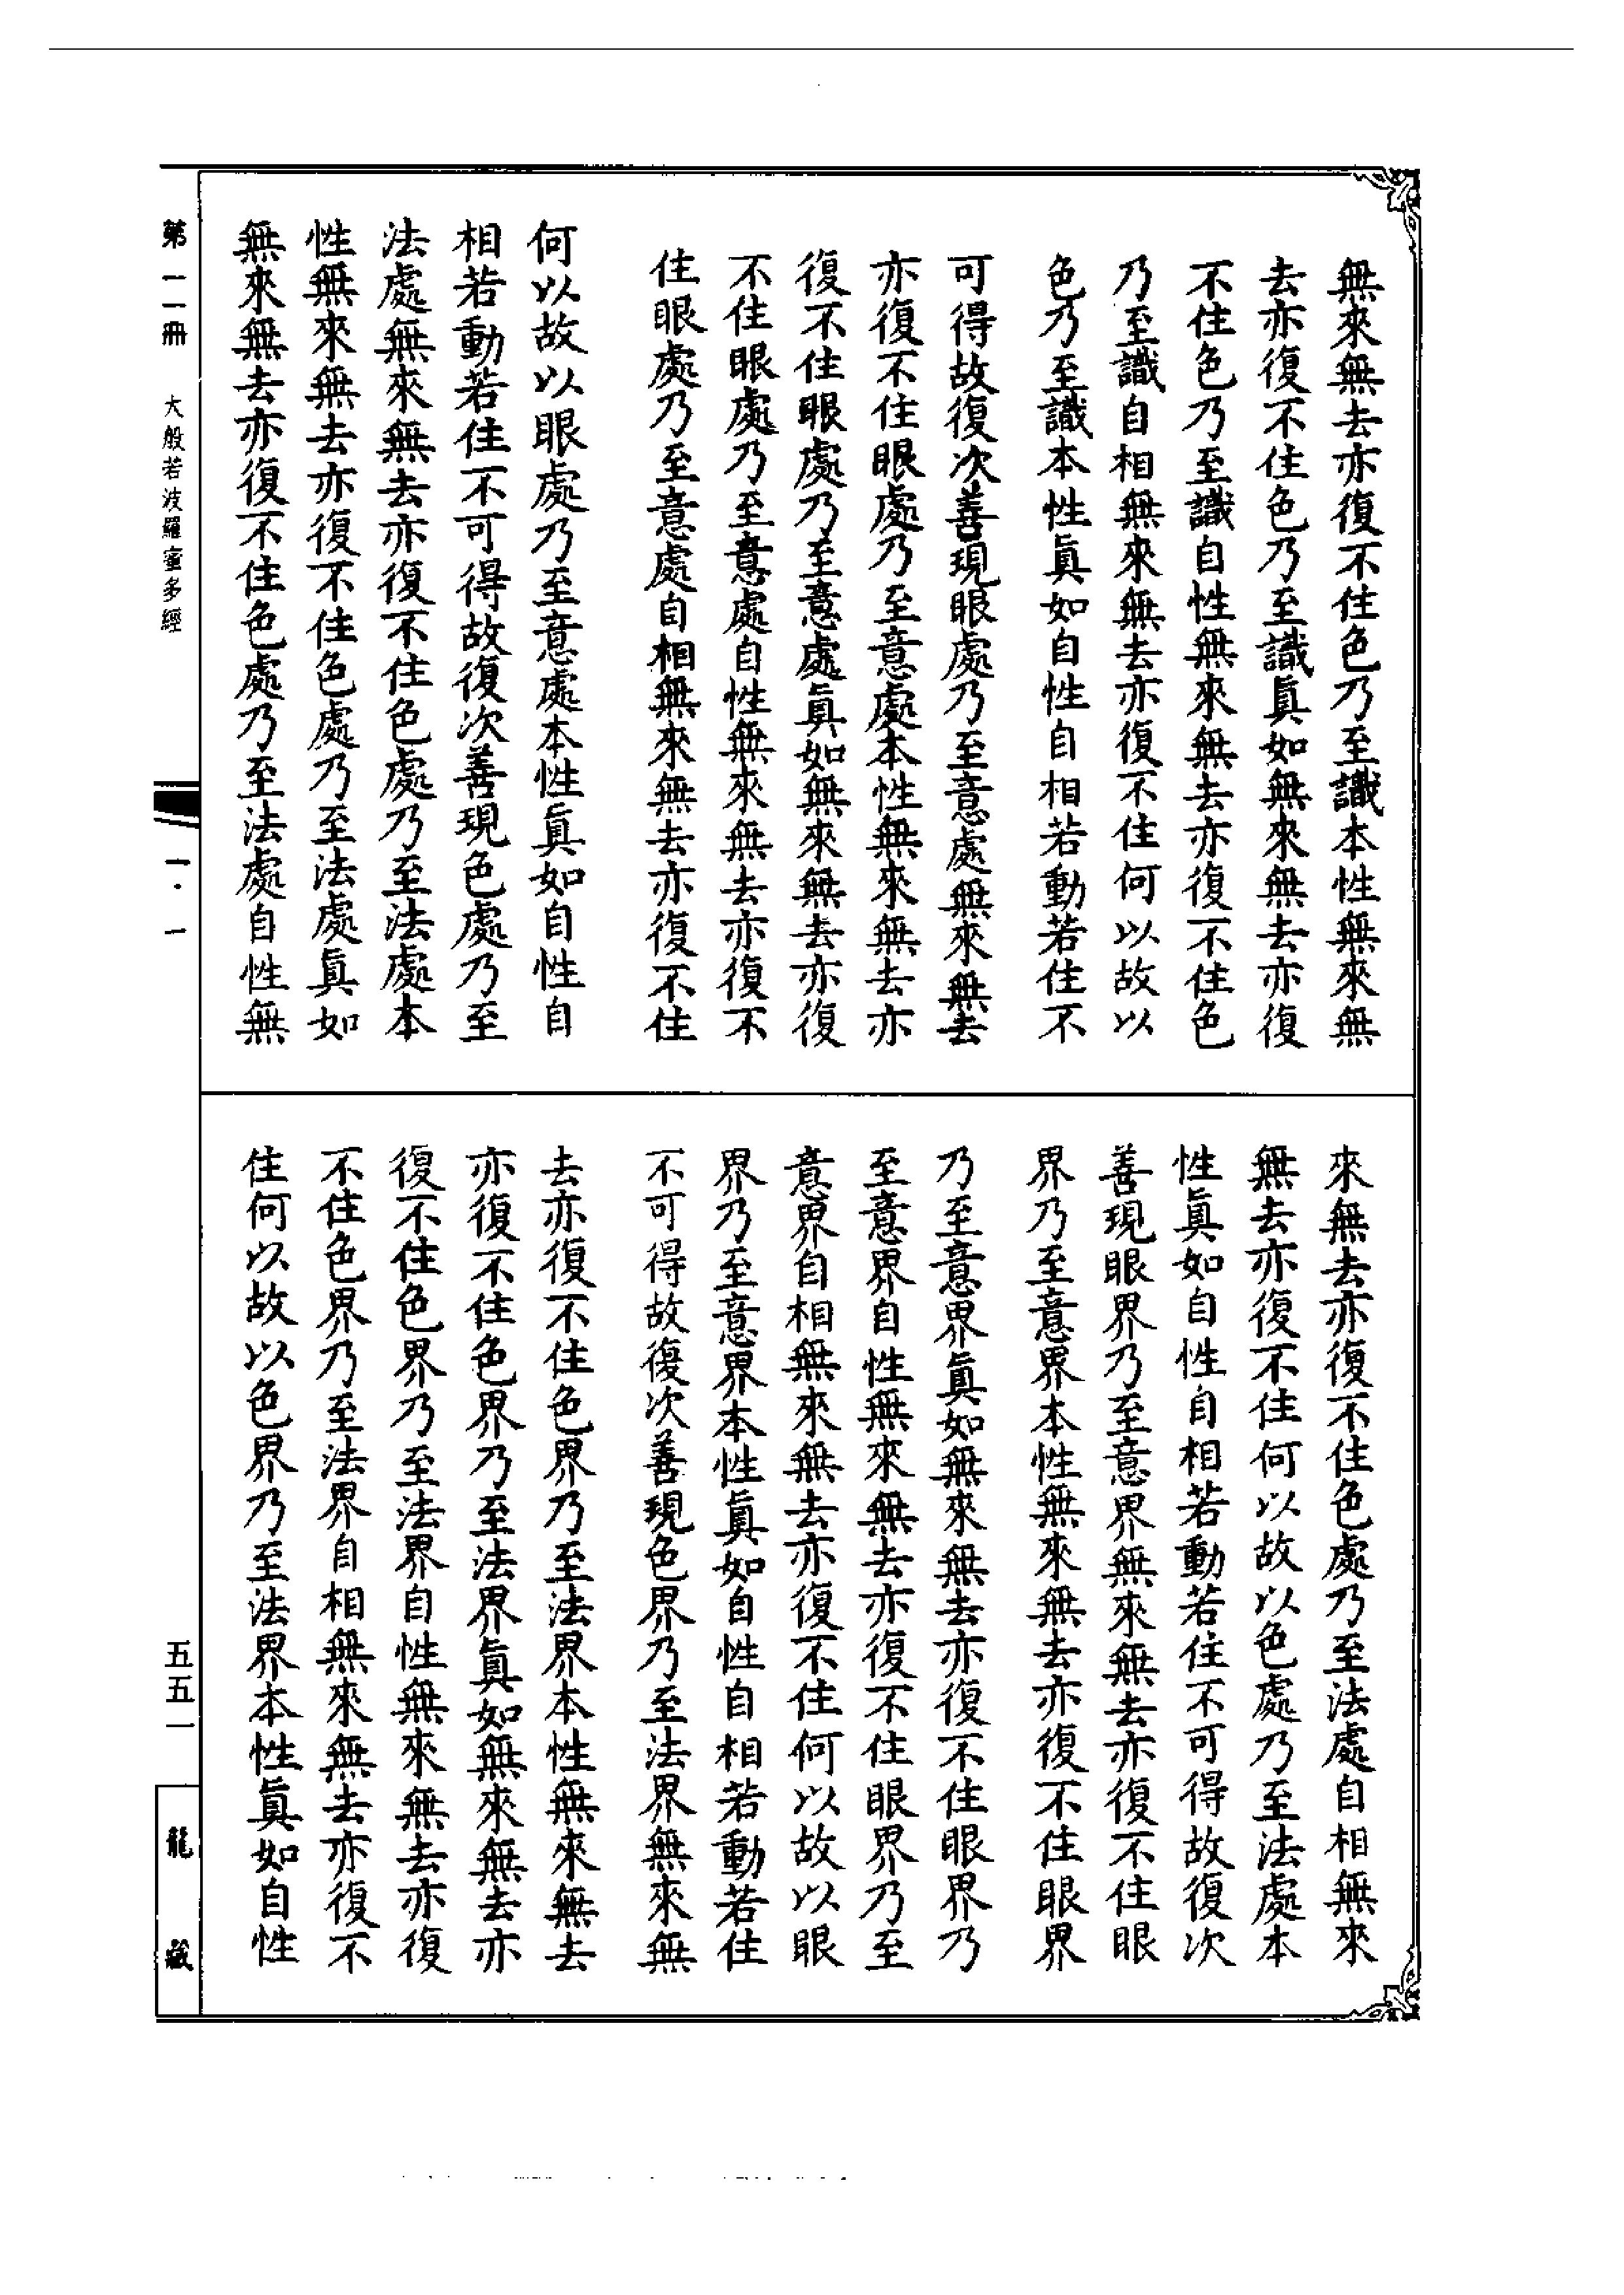 無來無去亦復不住色乃至識本性無來無
去亦復不住色乃至識眞如無來無去亦復
不住色乃至識自性無來無去亦復不住色
乃至識自相無來無去亦復不住何以故以
色乃至識本性眞如自性自相若動若住不
可得故復次善現眼處乃至意處無來無去
亦復不住眼處乃至意處本性無來無去亦
復不住眼處乃至意處眞如無來無去亦復
不住眼處乃至意處自性無來無去亦復不
住眼處乃至意處自相無來無去亦復不住
何以故以眼處乃至意處本性眞如自性自
相若動若住不可得故復次善現色處乃至
法處無來無去亦復不住色處乃至法處本
性無來無去亦復不住色處乃至法處眞如
無來無去亦復不住色處乃至法處自性無
來無去亦復不住色處乃至法處自相無來
無去亦復不住何以故以色處乃至法處本
性眞如自性自相若動若住不可得故復次
善現眼界乃至意界無來無去亦復不住眼
界乃至意界本性無來無去亦復不住眼界
乃至意界眞如無來無去亦復不住眼界乃
至意界自性無來無去亦復不住眼界乃至
意界自相無來無去亦復不住何以故以眼
界乃至意界本性眞如自性自相若動若住
不可得故復次善現色界乃至法界無來無
去亦復不住色界乃至法界本性無來無去
亦復不住色界乃至法界眞如無來無去亦
復不住色界乃至法界自性無來無去亦復
不住色界乃至法界自相無來無去亦復不
住何以故以色界乃至法界本性眞如自性
第一一冊 大般若波羅蜜多經
一·一
五五一
龍藏